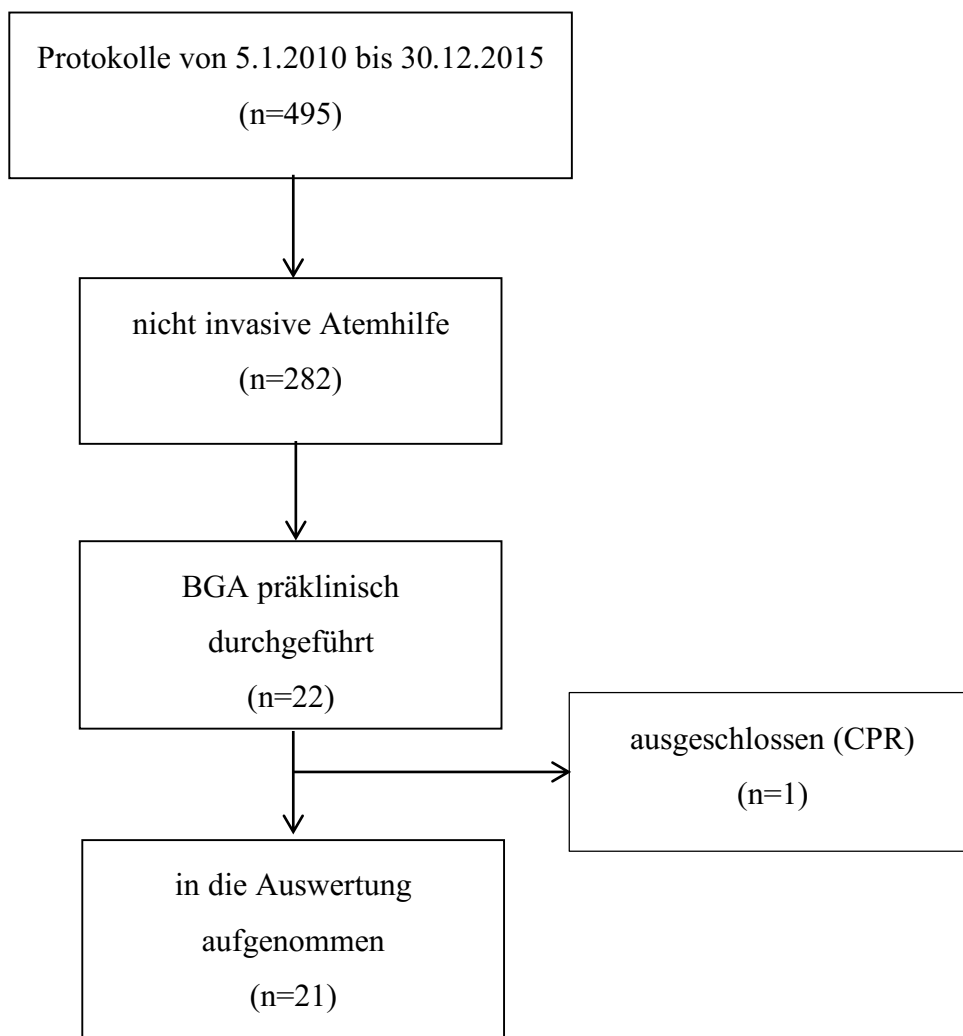 Protokolle von 5.1.2010 bis 30.12.2015
(n=495)
nicht invasive Atemhilfe
(n=282)
BGA präklinisch
durchgeführt
(n=22)
ausgeschlossen (CPR)
(n=1)
in die Auswertung
aufgenommen
(n=21)